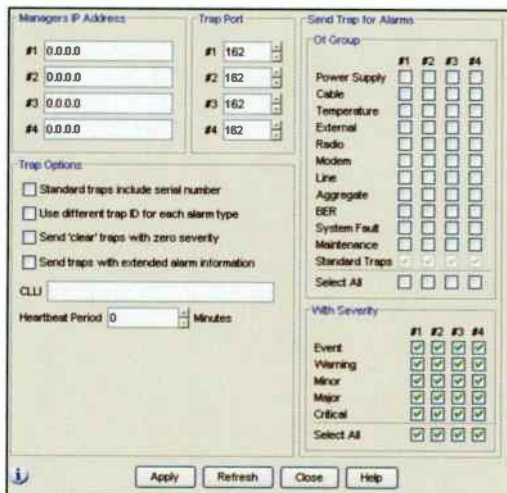 Managers IP Address
#1 0.0.0.0
#2 0.0.0.0
#3 0.0.0.0
#4 0.0.0.0
Trap Port
#1 162
#2 162
#3 162
#4 162
Trap Options
Standard traps include serial number
Use different trap ID for each alarm type
Send 'clear' traps with zero severity
Send traps with extended alarm information
CLLI
Heartbeat Period 0 Minutes
Send Trap for Alarms
Of Group
#1 #2 #3 #4
Power Supply
Cable
Temperature
External
Radio
Modem
Line
Aggregate
BER
System Fault
Maintenance
Standard Traps
Select All
With Severity
#1 #2 #3 #4
Event
Warning
Minor
Major
Critical
Select All
i
Apply Refresh Close Help